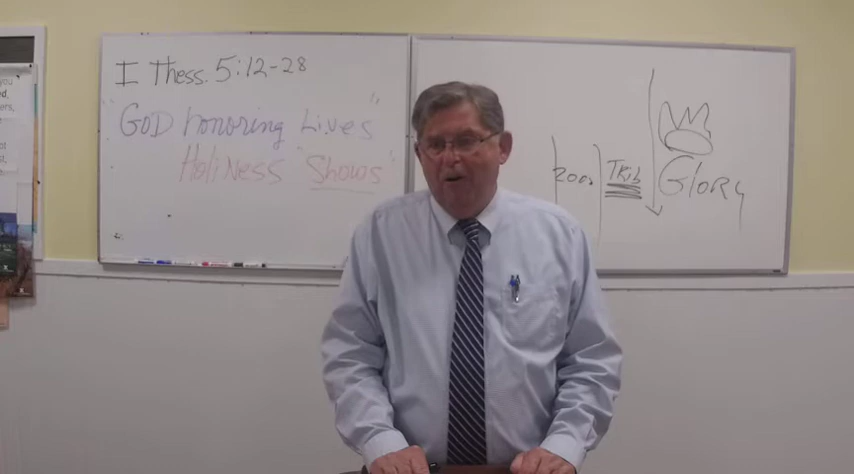 I Thess. 5:12-28
"GOD honoring Lives"
Holiness "Shows"
200
Trib
Glory